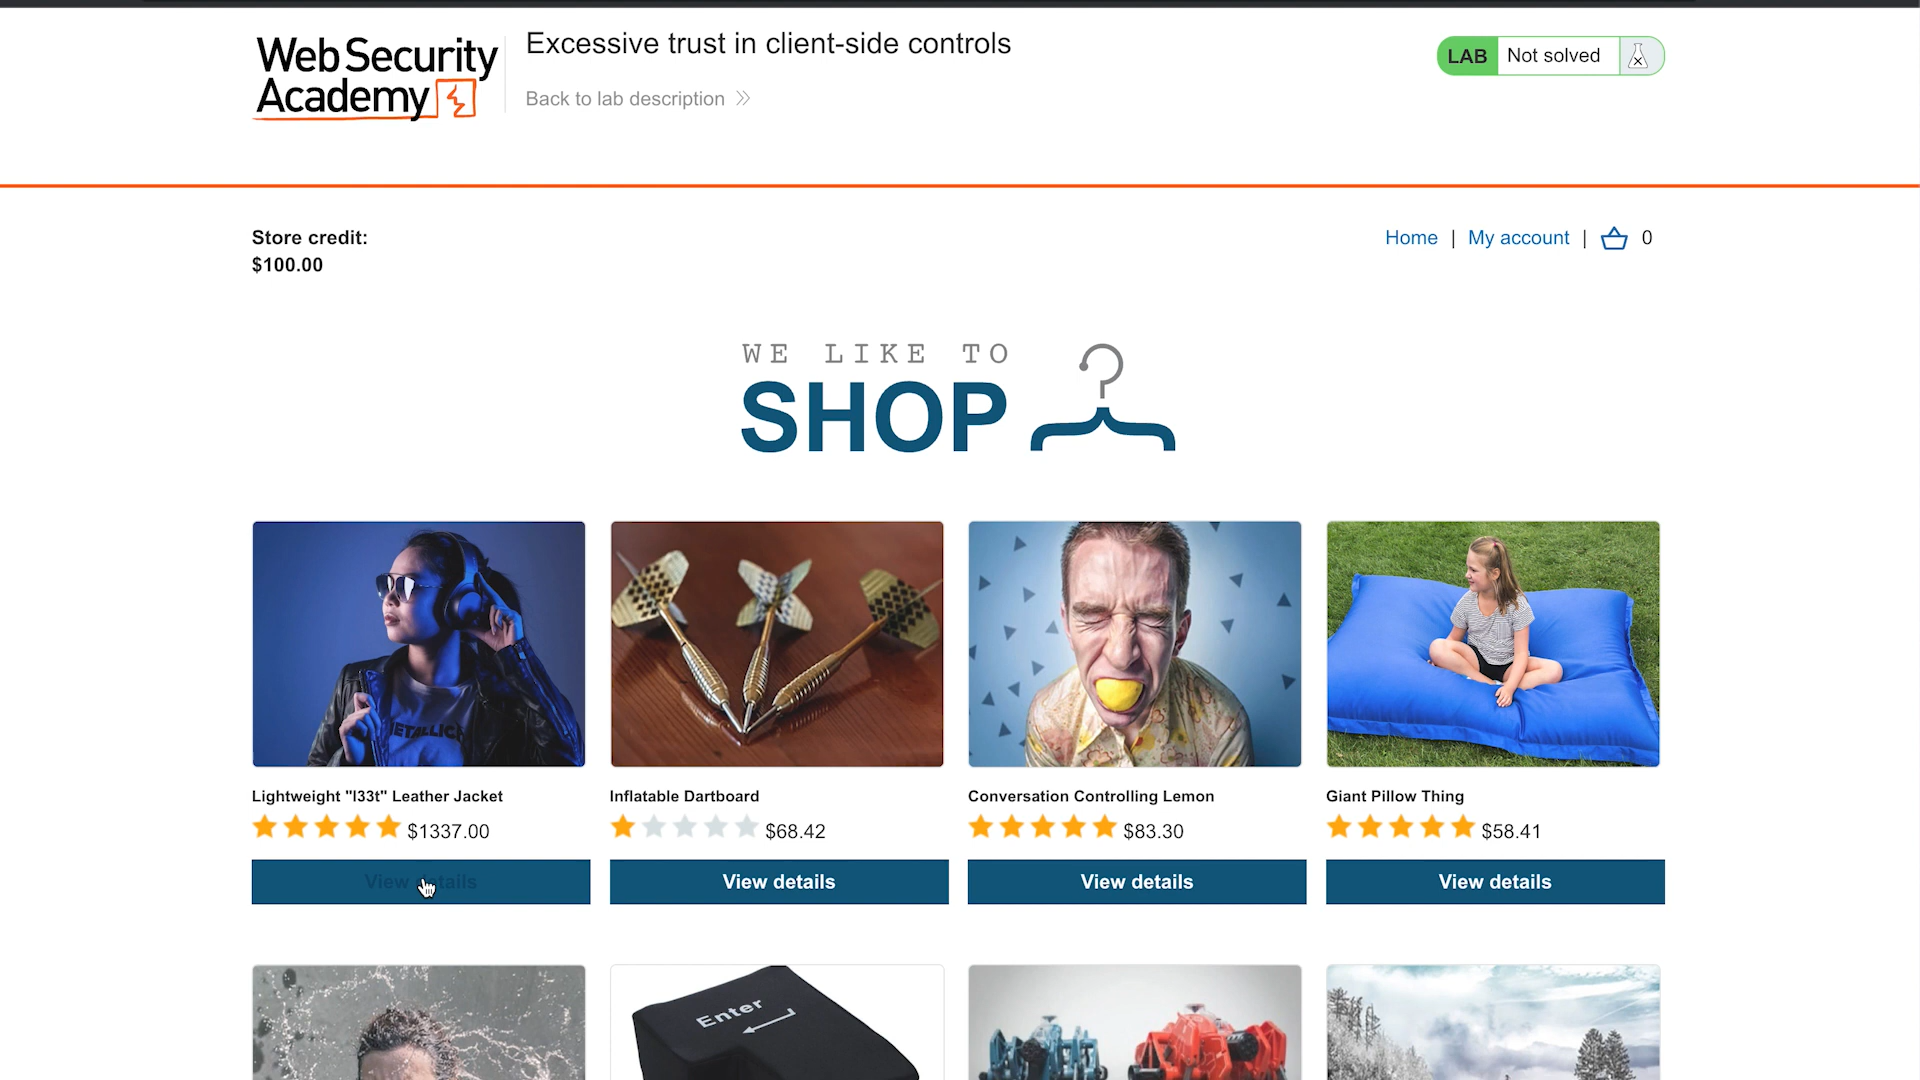 Web Security
Academy
Excessive trust in client-side controls
Back to lab description
LAB Not solved
Store credit:
$100.00
Home | My account | 0
WE LIKE TO
SHOP
METALLICA
Lightweight "l33t" Leather Jacket
$1337.00
View details
Inflatable Dartboard
$68.42
View details
Conversation Controlling Lemon
$83.30
View details
Giant Pillow Thing
$58.41
View details
Enter